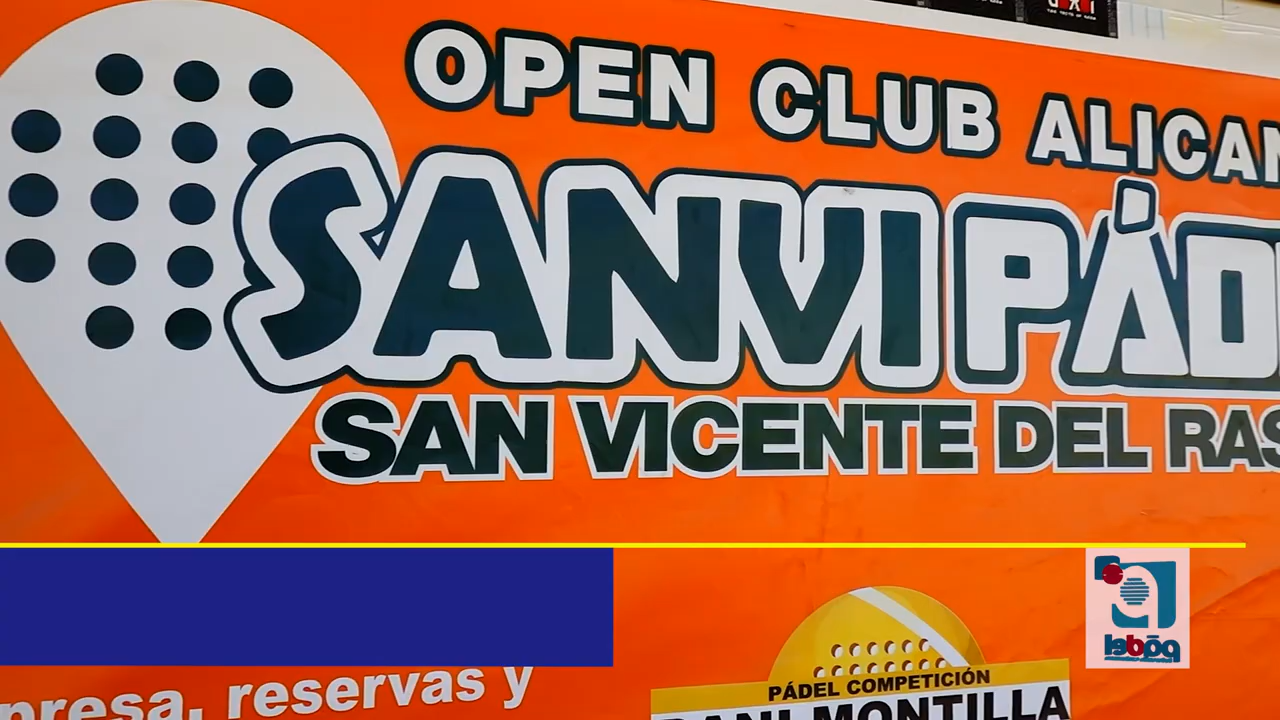 OPEN CLUB ALICAN
SANVI PÁD
SAN VICENTE DEL RAS
presa, reservas y
PÁDEL COMPETICIÓN
DANI MONTILLA